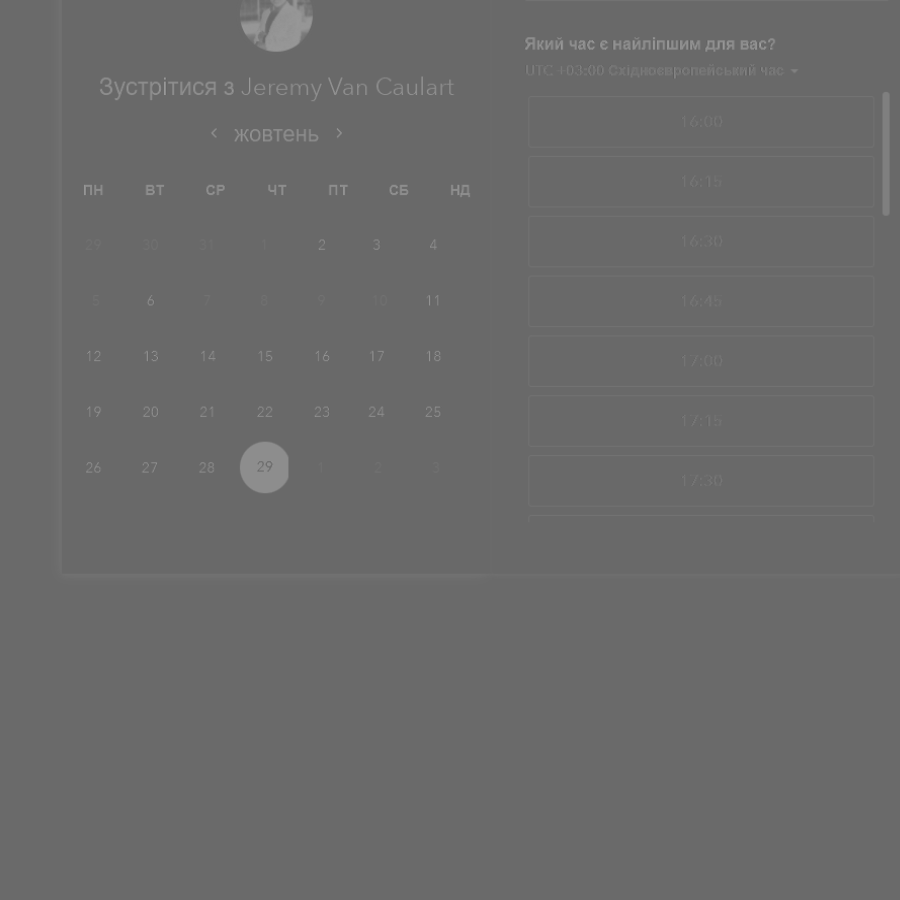 Зустрітися з Jeremy Van Caulart
жовтень
ПН ВТ СР ЧТ ПТ СБ НД
29 30 31 1 2 3 4
5 6 7 8 9 10 11
12 13 14 15 16 17 18
19 20 21 22 23 24 25
26 27 28 29 1 2 3
Який час є найліпшим для вас?
UTC +03:00 Східноєвропейський час
16:00
16:15
16:30
16:45
17:00
17:15
17:30